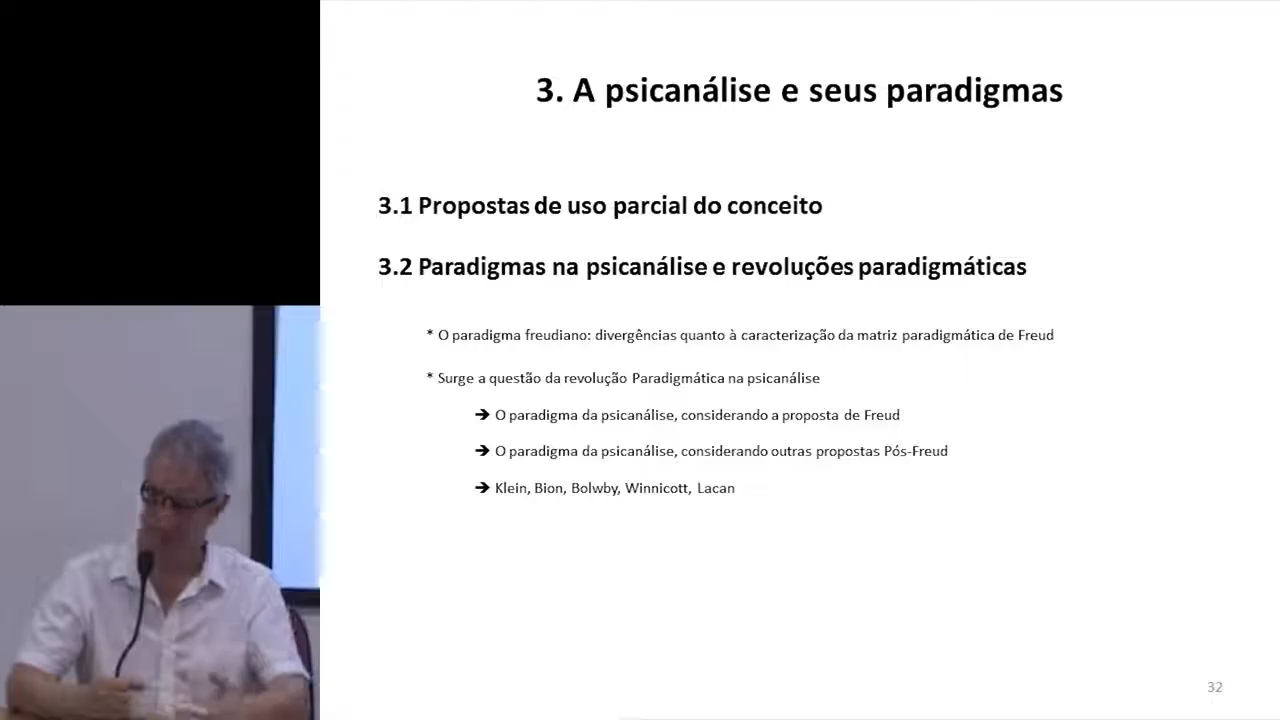 3. A psicanálise e seus paradigmas
3.1 Propostas de uso parcial do conceito
3.2 Paradigmas na psicanálise e revoluções paradigmáticas
* O paradigma freudiano: divergências quanto à caracterização da matriz paradigmática de Freud
* Surge a questão da revolução Paradigmática na psicanálise
➔ O paradigma da psicanálise, considerando a proposta de Freud
➔ O paradigma da psicanálise, considerando outras propostas Pós-Freud
➔ Klein, Bion, Bolwby, Winnicott, Lacan
32